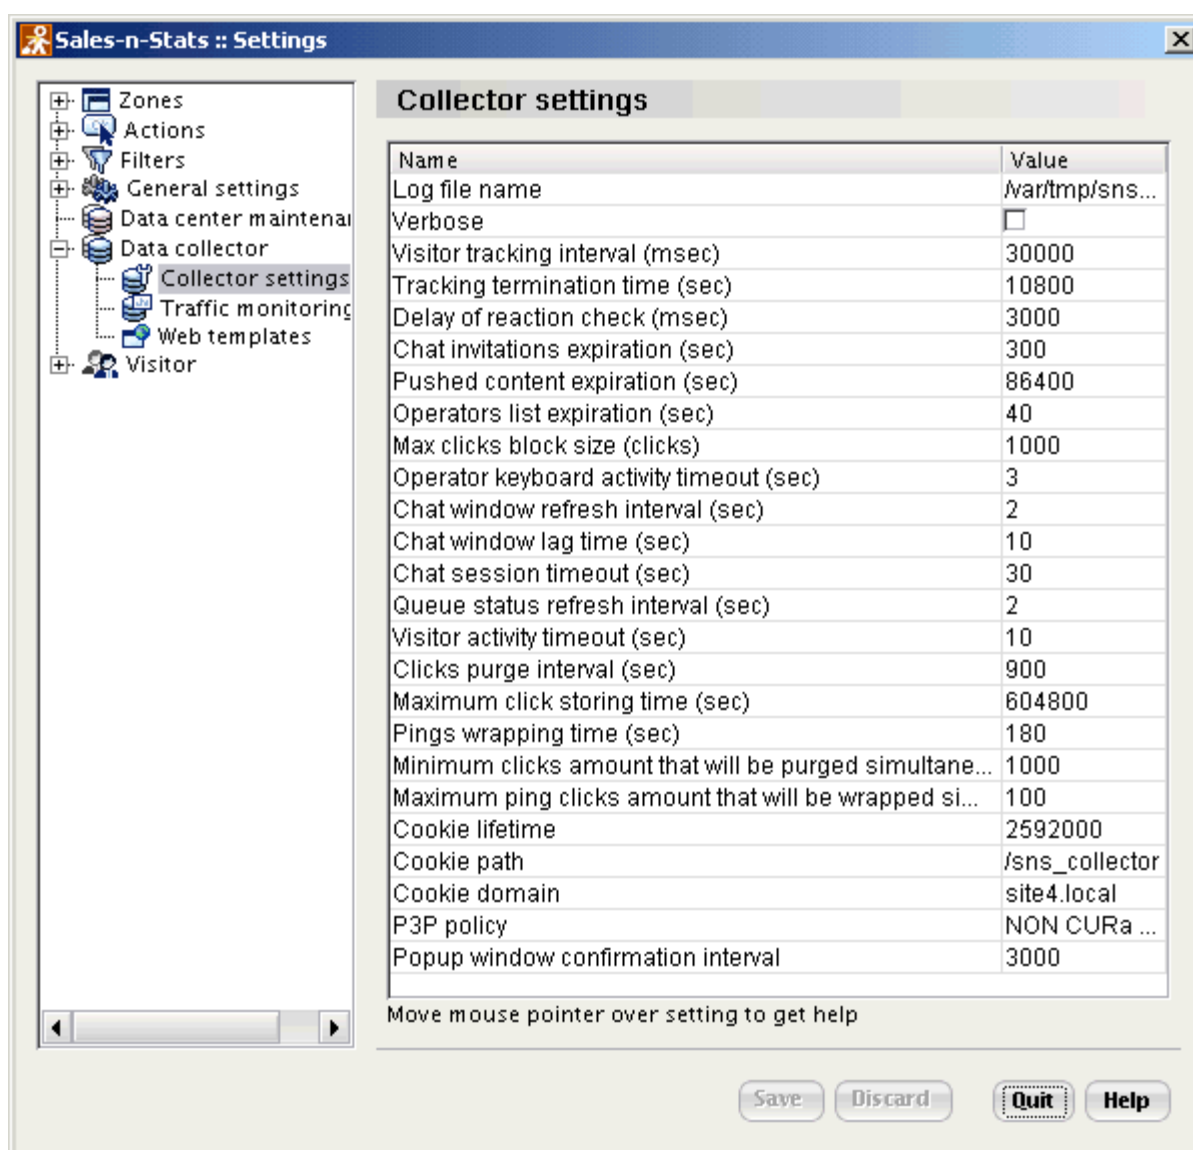 Sales-n-Stats :: Settings
Zones
Actions
Filters
General settings
Data center maintenai
Data collector
Collector settings
Traffic monitoring
Web templates
Visitor
Collector settings
Name Value
Log file name /var/tmp/sns...
Verbose
Visitor tracking interval (msec) 30000
Tracking termination time (sec) 10800
Delay of reaction check (msec) 3000
Chat invitations expiration (sec) 300
Pushed content expiration (sec) 86400
Operators list expiration (sec) 40
Max clicks block size (clicks) 1000
Operator keyboard activity timeout (sec) 3
Chat window refresh interval (sec) 2
Chat window lag time (sec) 10
Chat session timeout (sec) 30
Queue status refresh interval (sec) 2
Visitor activity timeout (sec) 10
Clicks purge interval (sec) 900
Maximum click storing time (sec) 604800
Pings wrapping time (sec) 180
Minimum clicks amount that will be purged simultane... 1000
Maximum ping clicks amount that will be wrapped si... 100
Cookie lifetime 2592000
Cookie path /sns_collector
Cookie domain site4.local
P3P policy NON CURa ...
Popup window confirmation interval 3000
Move mouse pointer over setting to get help
Save Discard Quit Help